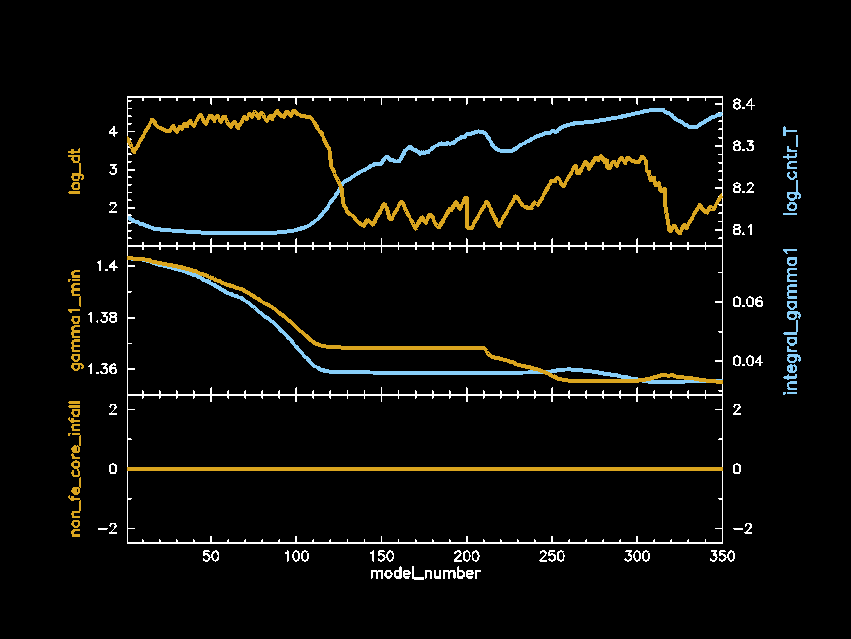 log_dt
4
3
2
8.4
8.3
8.2
8.1
log_cntr_T
gamma1_min
1.4
1.38
1.36
0.06
0.04
integral_gamma1
non_fe_core_infall
2
0
−2
2
0
−2
50 100 150 200 250 300 350
model_number